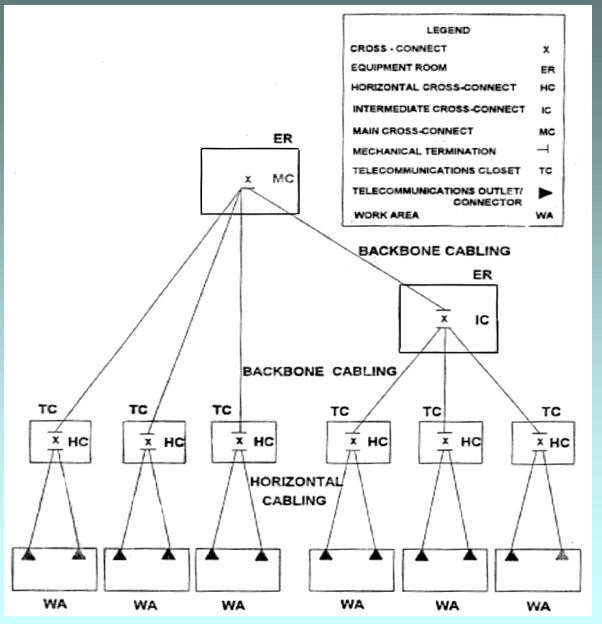 LEGEND
CROSS - CONNECT X
EQUIPMENT ROOM ER
HORIZONTAL CROSS-CONNECT HC
INTERMEDIATE CROSS-CONNECT IC
MAIN CROSS-CONNECT MC
MECHANICAL TERMINATION
TELECOMMUNICATIONS CLOSET TC
TELECOMMUNICATIONS OUTLET/
CONNECTOR
WORK AREA WA
ER
X MC
BACKBONE CABLING
ER
X IC
BACKBONE CABLING
TC TC TC TC TC TC
X HC X HC X HC X HC X HC X HC
HORIZONTAL
CABLING
WA WA WA WA WA WA